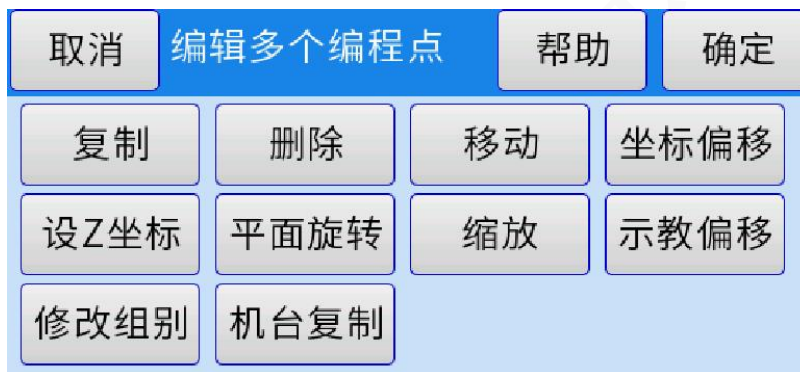 取消 编辑多个编程点 帮助 确定
复制 删除 移动 坐标偏移
设Z坐标 平面旋转 缩放 示教偏移
修改组别 机台复制